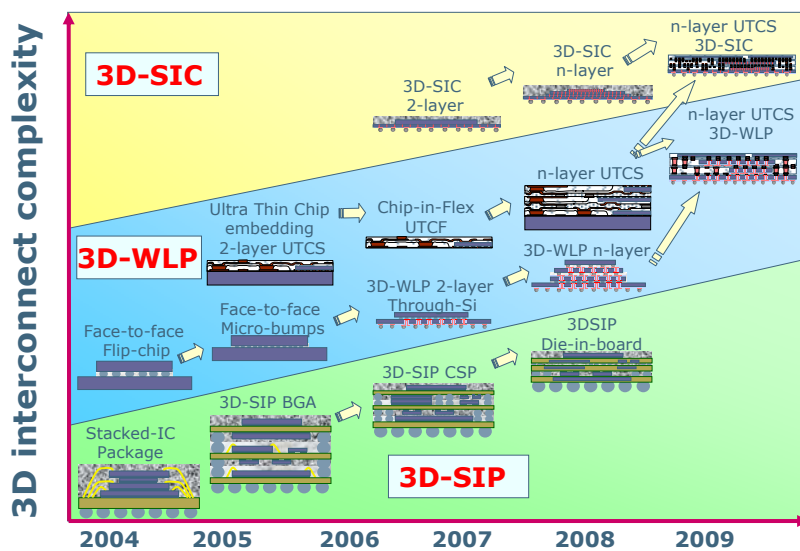 3D interconnect complexity
3D-SIC
3D-SIC
2-layer
3D-SIC
n-layer
n-layer UTCS
3D-SIC
3D-WLP
Ultra Thin Chip
embedding
2-layer UTCS
Chip-in-Flex
UTCF
n-layer UTCS
n-layer UTCS
3D-WLP
Face-to-face
Flip-chip
Face-to-face
Micro-bumps
3D-WLP 2-layer
Through-Si
3D-WLP n-layer
Stacked-IC
Package
3D-SIP BGA
3D-SIP CSP
3DSIP
Die-in-board
3D-SIP
2004 2005 2006 2007 2008 2009